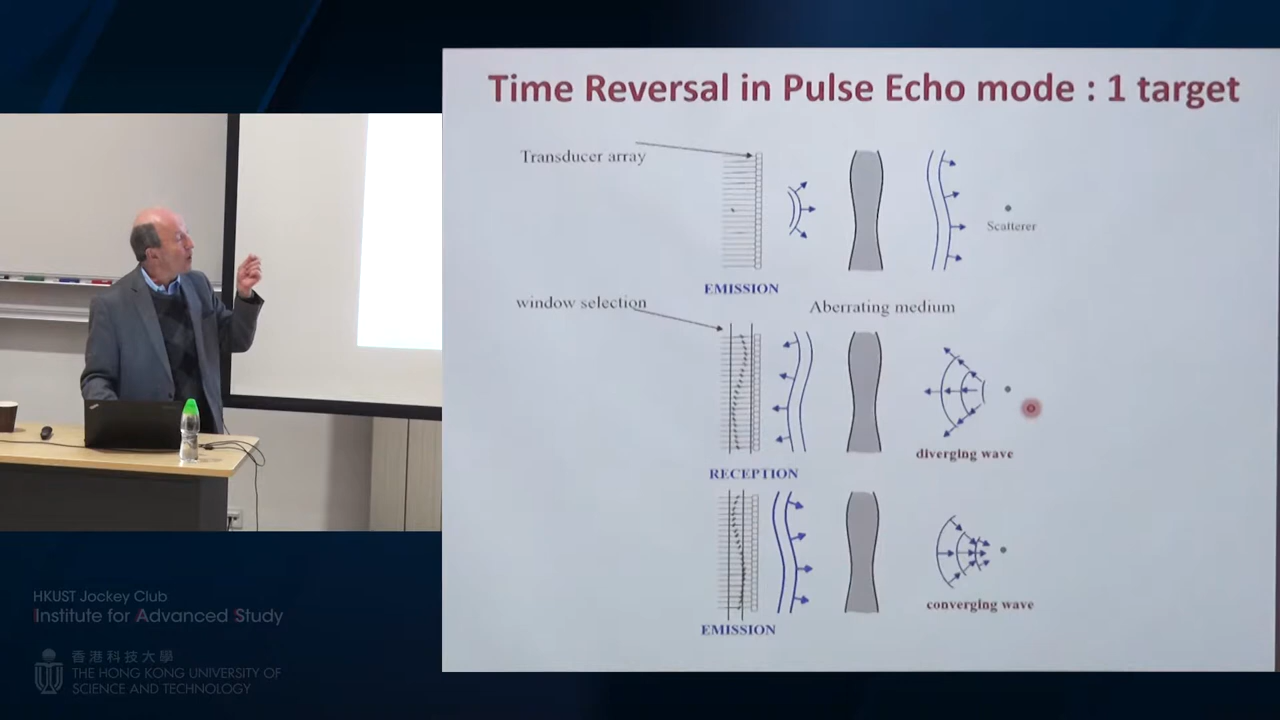 Time Reversal in Pulse Echo mode : 1 target
Transducer array
Scatterer
EMISSION
window selection
Aberrating medium
diverging wave
RECEPTION
converging wave
EMISSION
HKUST Jockey Club
Institute for Advanced Study
香港科技大學
THE HONG KONG UNIVERSITY OF
SCIENCE AND TECHNOLOGY